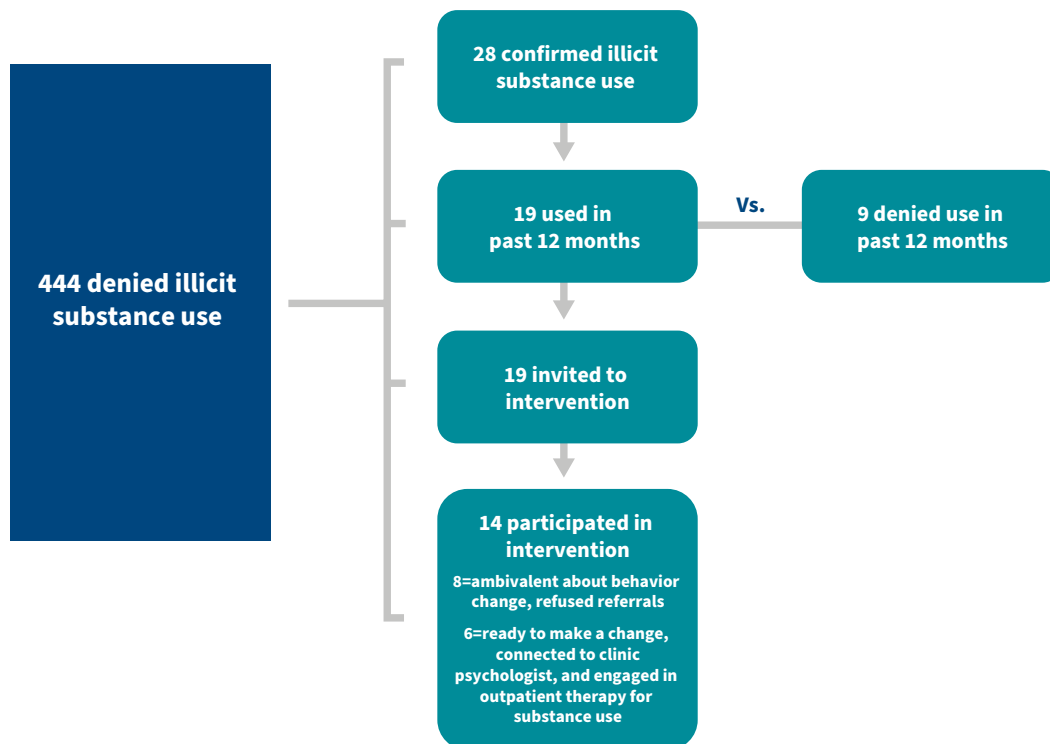 444 denied illicit
substance use
28 confirmed illicit
substance use
19 used in
past 12 months
Vs.
9 denied use in
past 12 months
19 invited to
intervention
14 participated in
intervention
8=ambivalent about behavior
change, refused referrals
6=ready to make a change,
connected to clinic
psychologist, and engaged in
outpatient therapy for
substance use